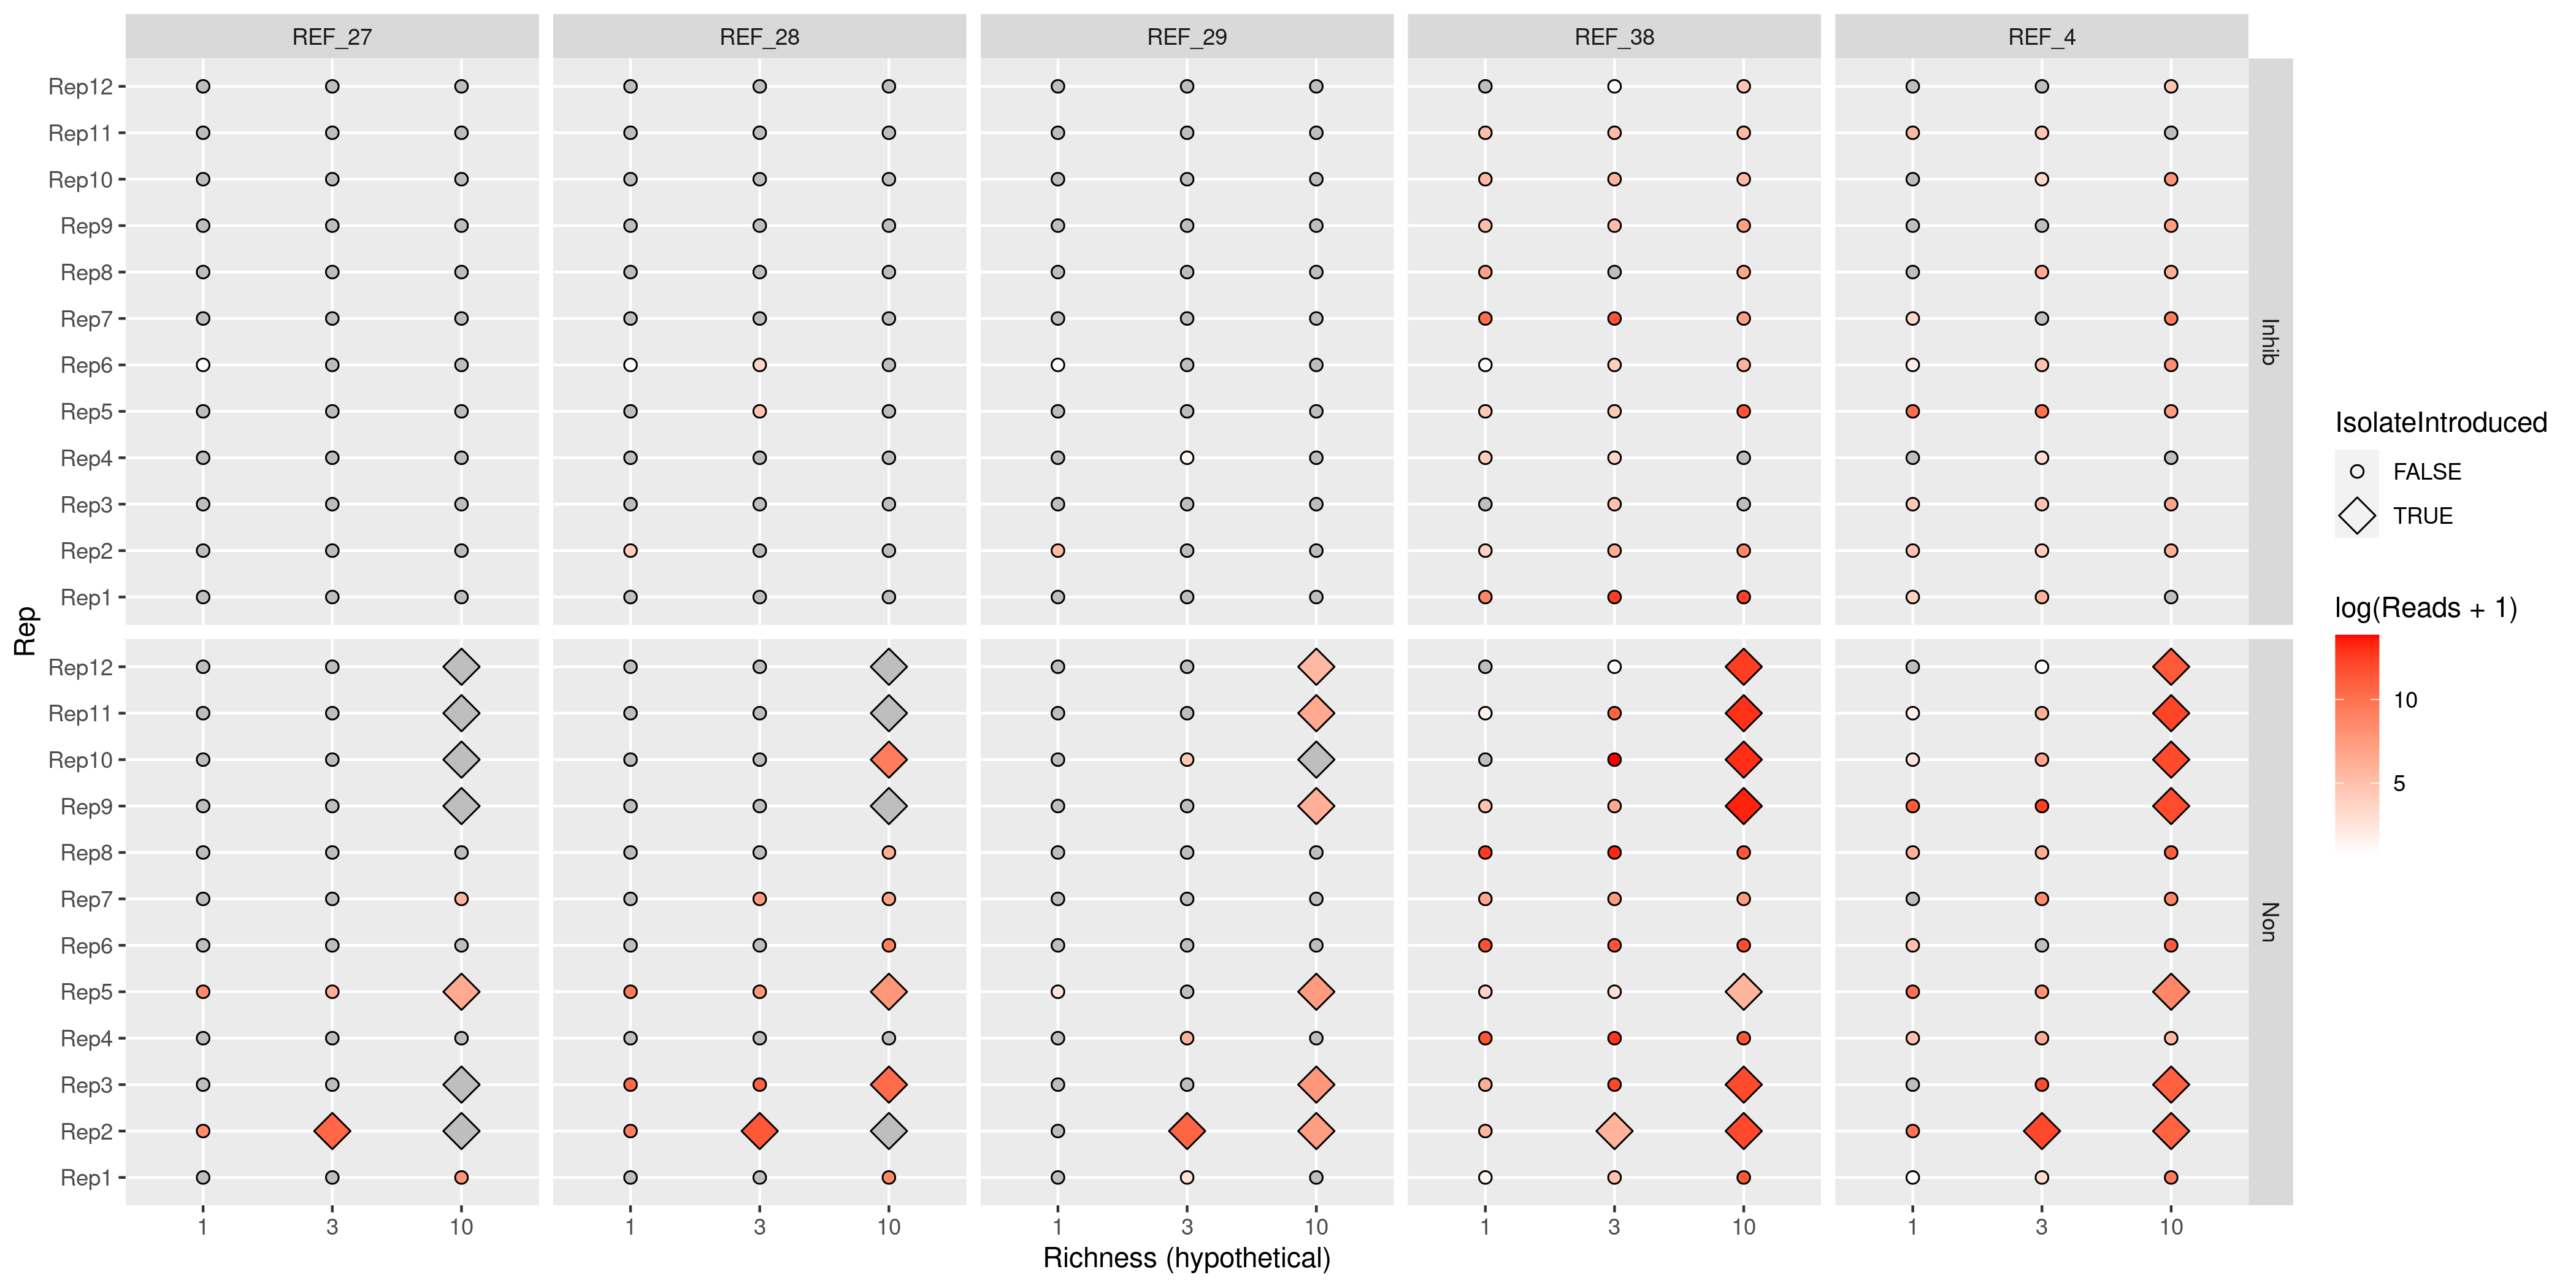 REF_27 REF_28 REF_29 REF_38 REF_4
Rep12
Rep11
Rep10
Rep9
Rep8
Rep7
Rep6
Rep5
Rep4
Rep3
Rep2
Rep1
Inhib
Rep12
Rep11
Rep10
Rep9
Rep8
Rep7
Rep6
Rep5
Rep4
Rep3
Rep2
Rep1
Non
Rep
1 3 10 1 3 10 1 3 10 1 3 10 1 3 10
Richness (hypothetical)
IsolateIntroduced
FALSE
TRUE
log(Reads + 1)
10
5